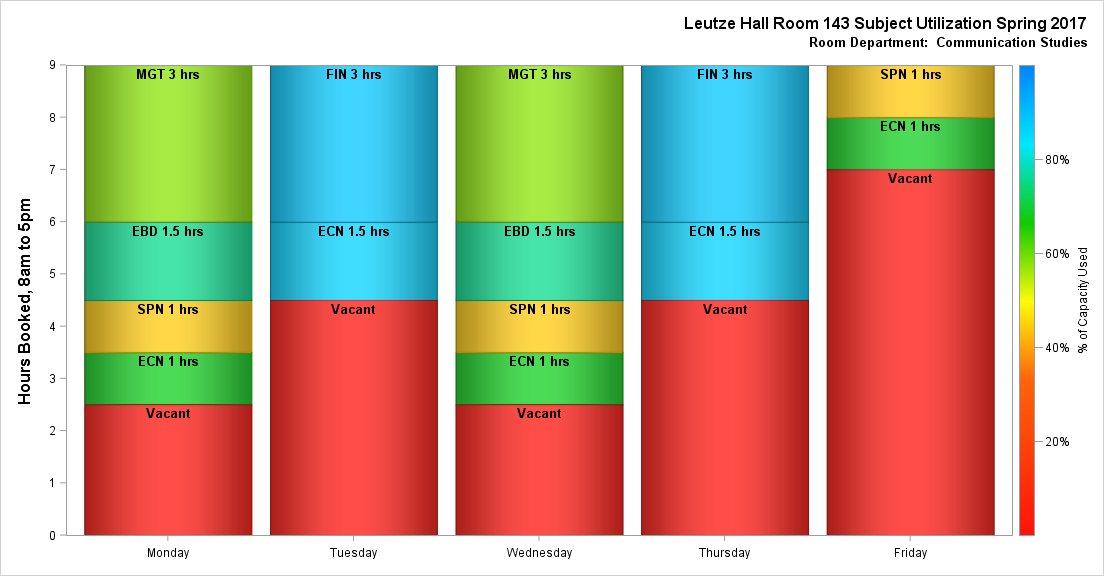 Leutze Hall Room 143 Subject Utilization Spring 2017
Room Department:  Communication Studies
Hours Booked, 8am to 5pm
9
8
7
6
5
4
3
2
1
0
MGT 3 hrs
EBD 1.5 hrs
SPN 1 hrs
ECN 1 hrs
Vacant
Monday
FIN 3 hrs
ECN 1.5 hrs
Vacant
Tuesday
MGT 3 hrs
EBD 1.5 hrs
SPN 1 hrs
ECN 1 hrs
Vacant
Wednesday
FIN 3 hrs
ECN 1.5 hrs
Vacant
Thursday
SPN 1 hrs
ECN 1 hrs
Vacant
Friday
80%
60%
40%
20%
% of Capacity Used